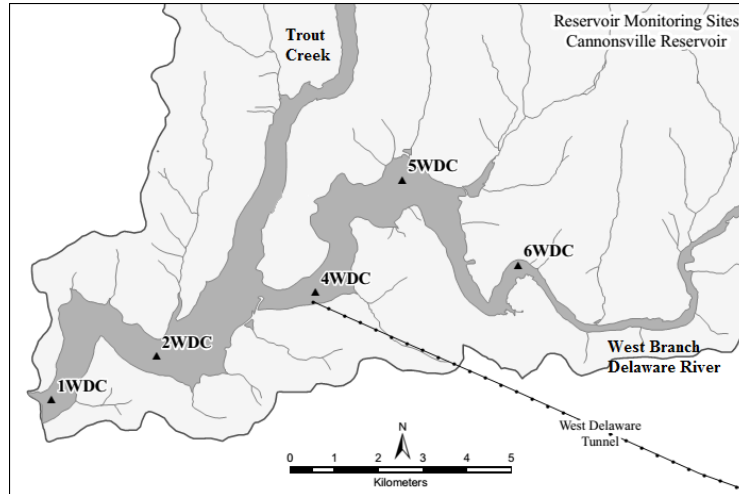 Reservoir Monitoring Sites
Cannonsville Reservoir
Trout
Creek
5WDC
6WDC
4WDC
2WDC
1WDC
West Branch
Delaware River
West Delaware
Tunnel
N
0 1 2 3 4 5
Kilometers